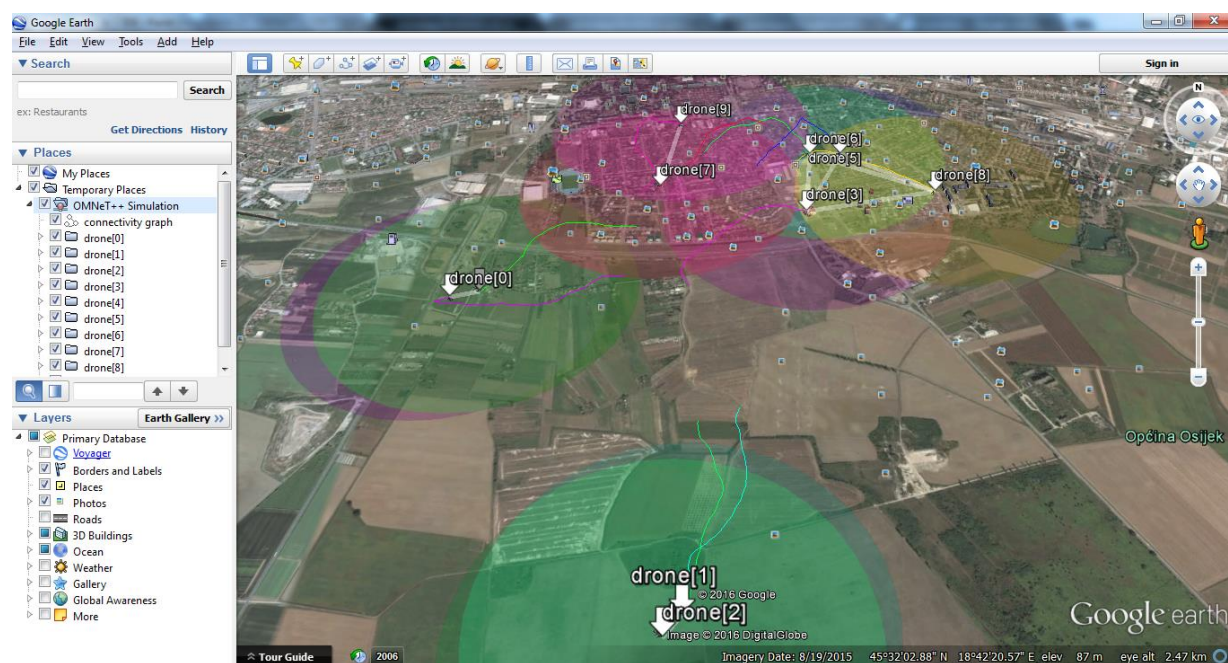 Google Earth
File Edit View Tools Add Help
Search
Search
ex: Restaurants
Get Directions History
Places
My Places
Temporary Places
OMNeT++ Simulation
connectivity graph
drone[0]
drone[1]
drone[2]
drone[3]
drone[4]
drone[5]
drone[6]
drone[7]
drone[8]
Layers
Earth Gallery >>
Primary Database
Voyager
Borders and Labels
Places
Photos
Roads
3D Buildings
Ocean
Weather
Gallery
Global Awareness
More
Sign in
N
drone[9]
drone[6]
drone[5]
drone[7]
drone[8]
drone[3]
drone[0]
Općina Osijek
drone[1]
© 2016 Google
drone[2]
Image © 2016 DigitalGlobe
Google earth
Tour Guide
2006
Imagery Date: 8/19/2015 45°32'02.88" N 18°42'20.57" E elev 87 m eye alt 2.47 km